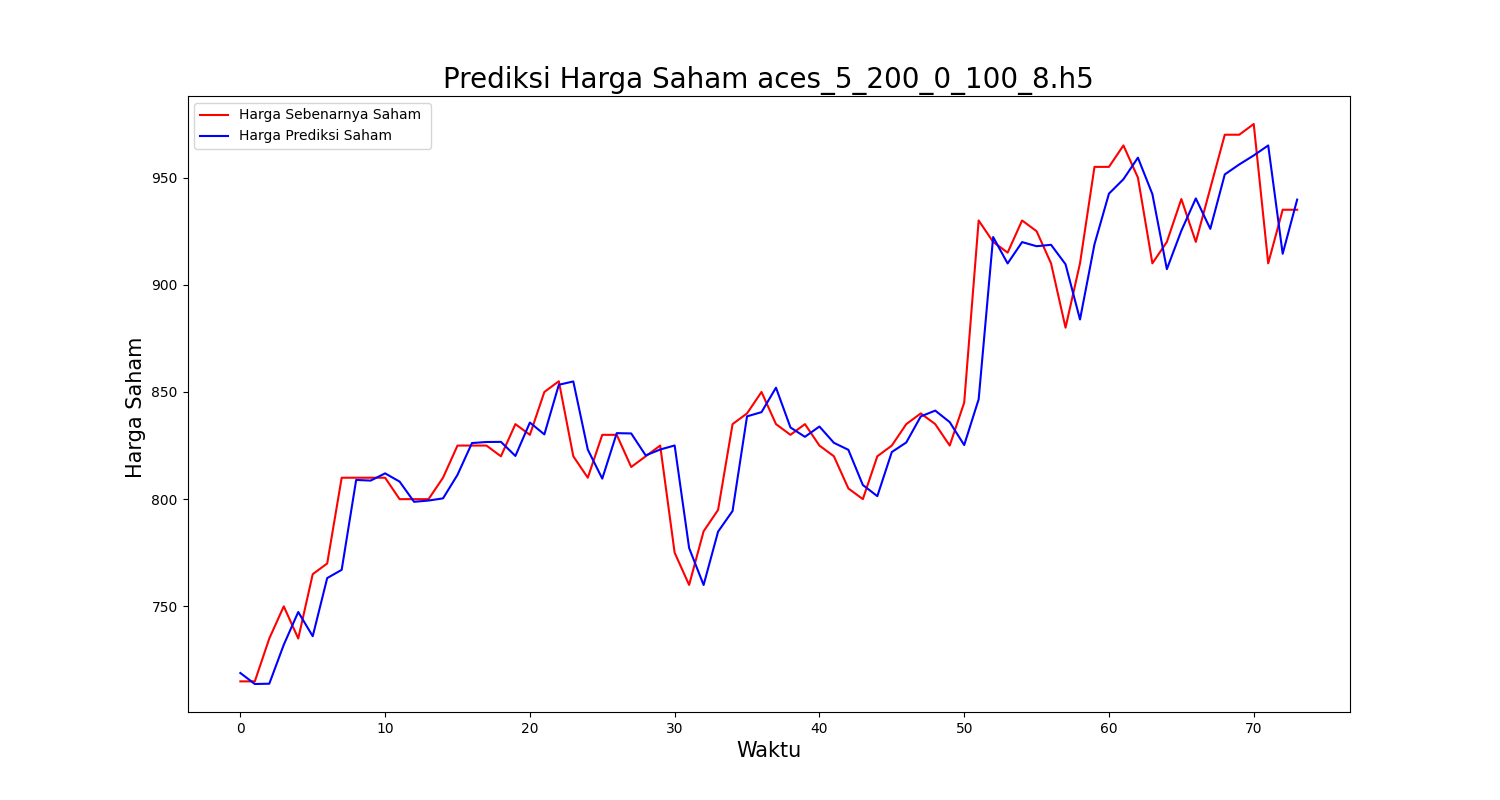 Prediksi Harga Saham aces_5_200_0_100_8.h5
Harga Sebenarnya Saham
Harga Prediksi Saham
Harga Saham
950
900
850
800
750
0 10 20 30 40 50 60 70
Waktu